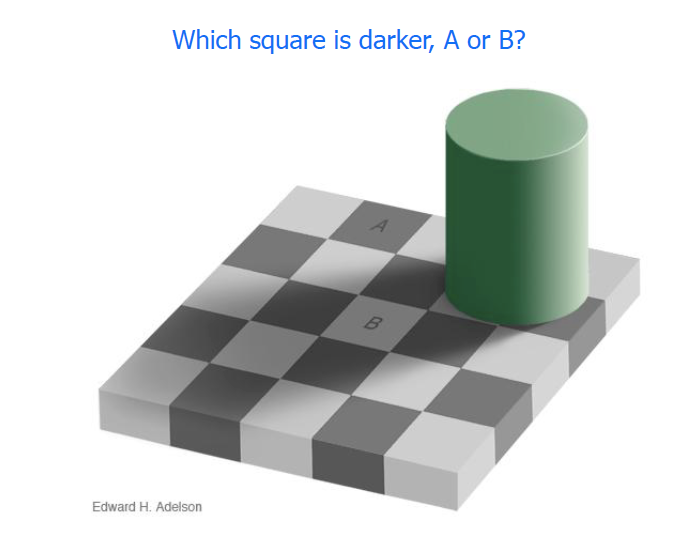 Which square is darker, A or B?
A
B
Edward H. Adelson